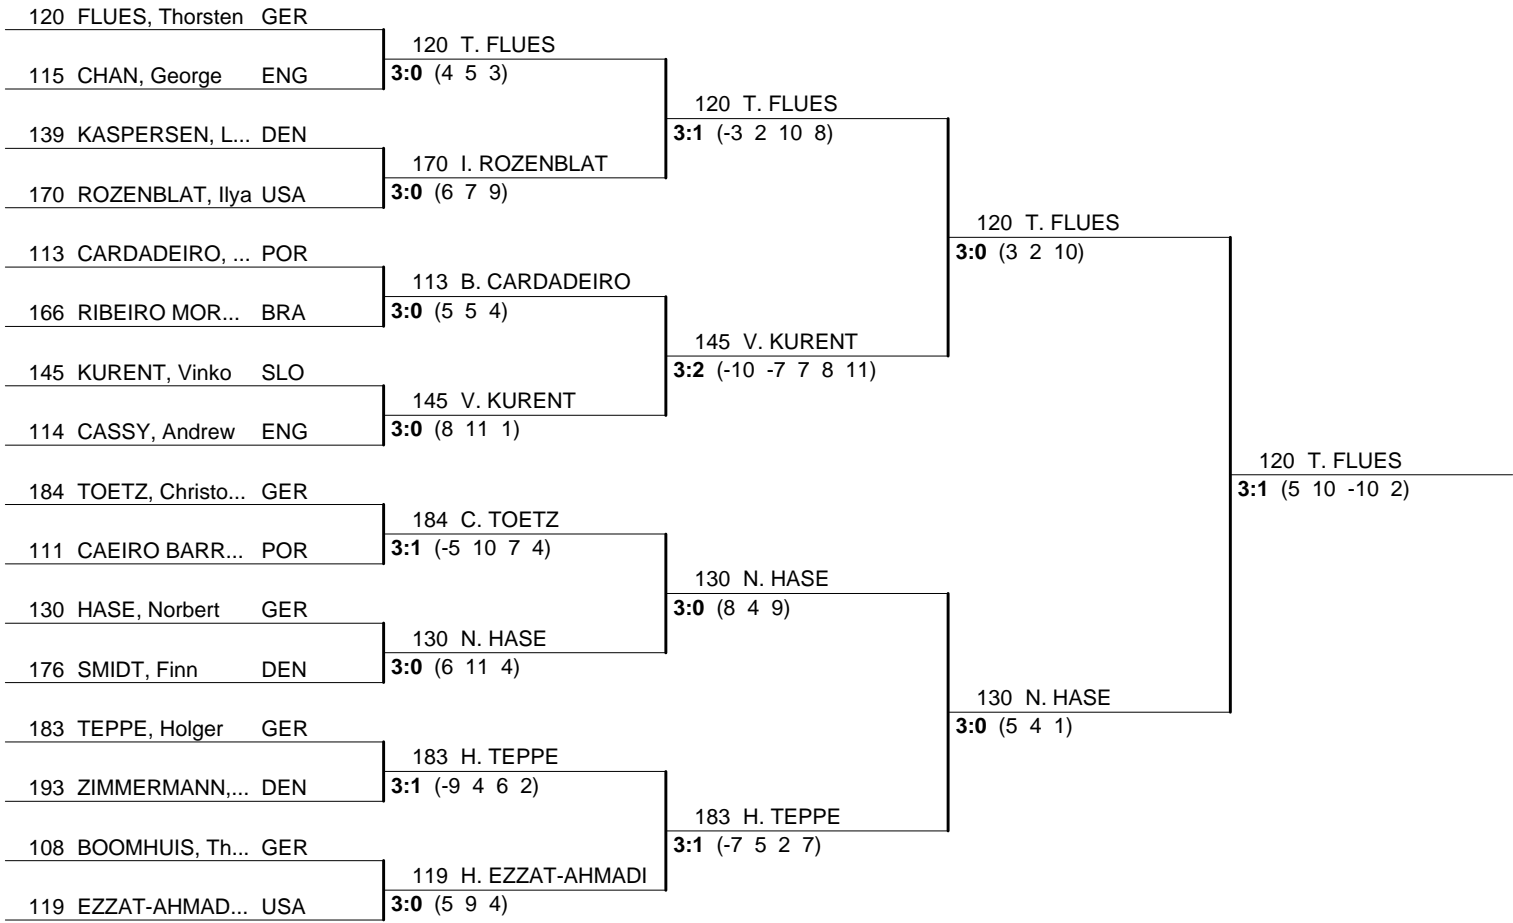 120 FLUES, Thorsten GER
115 CHAN, George ENG
139 KASPERSEN, L... DEN
170 ROZENBLAT, Ilya USA
113 CARDADEIRO, ... POR
166 RIBEIRO MOR... BRA
145 KURENT, Vinko SLO
114 CASSY, Andrew ENG
184 TOETZ, Christo... GER
111 CAEIRO BARR... POR
130 HASE, Norbert GER
176 SMIDT, Finn DEN
183 TEPPE, Holger GER
193 ZIMMERMANN,... DEN
108 BOOMHUIS, Th... GER
119 EZZAT-AHMAD... USA
120 T. FLUES
3:0 (4 5 3)
170 I. ROZENBLAT
3:0 (6 7 9)
113 B. CARDADEIRO
3:0 (5 5 4)
145 V. KURENT
3:0 (8 11 1)
184 C. TOETZ
3:1 (-5 10 7 4)
130 N. HASE
3:0 (6 11 4)
183 H. TEPPE
3:1 (-9 4 6 2)
119 H. EZZAT-AHMADI
3:0 (5 9 4)
120 T. FLUES
3:1 (-3 2 10 8)
145 V. KURENT
3:2 (-10 -7 7 8 11)
130 N. HASE
3:0 (8 4 9)
183 H. TEPPE
3:1 (-7 5 2 7)
120 T. FLUES
3:0 (3 2 10)
130 N. HASE
3:0 (5 4 1)
120 T. FLUES
3:1 (5 10 -10 2)